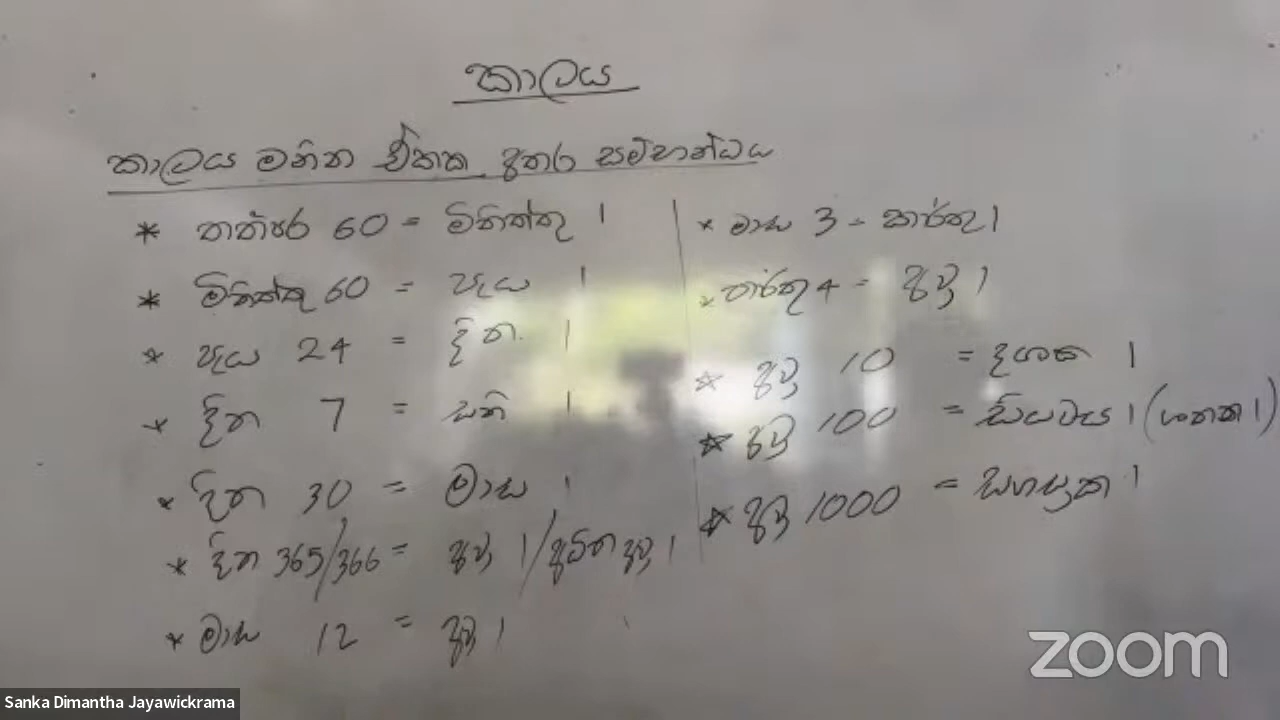 කාලය
කාලය මනින ඒකක අතර සම්බන්ධය
* තත්පර 60 = මිනිත්තු 1
* මිනිත්තු 60 = පැය 1
* පැය 24 = දින 1
* දින 7 = සති 1
* දින 30 = මාස 1
* දින 365/366 = අවු 1/අධික අවු 1
* මාස 12 = අවු 1
* මාස 3 = කාර්තු 1
* කාර්තු 4 = අවු 1
* අවු 10 = දශක 1
* අවු 100 = සියවස 1 (ශතක 1)
* අවු 1000 = සහස්‍රක 1
zoom
Sanka Dimantha Jayawickrama